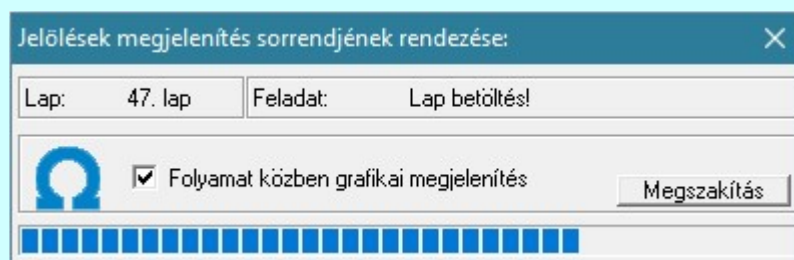 Jelölések megjelenítés sorrendjének rendezése:
Lap: 47. lap Feladat: Lap betöltés!
Folyamat közben grafikai megjelenítés
Megszakítás